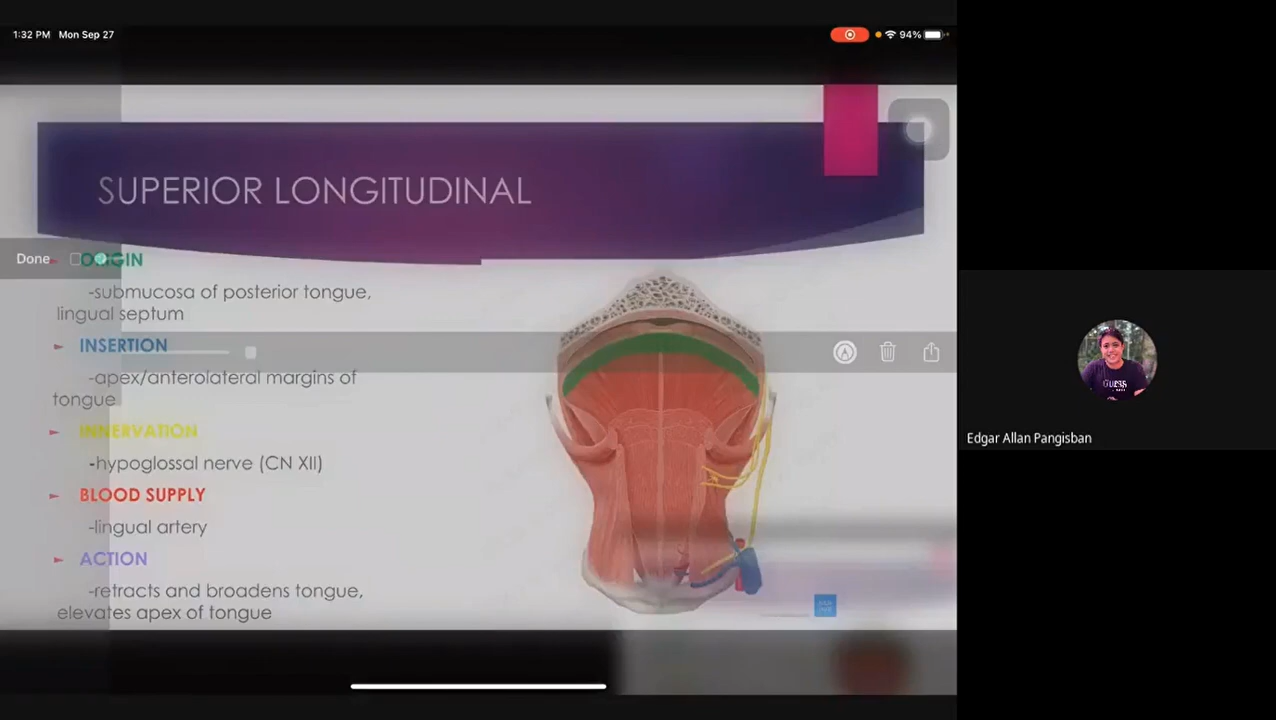 1:32 PM Mon Sep 27
94%
SUPERIOR LONGITUDINAL
Done
ORIGIN
-submucosa of posterior tongue,
lingual septum
INSERTION
-apex/anterolateral margins of
tongue
INNERVATION
-hypoglossal nerve (CN XII)
BLOOD SUPPLY
-lingual artery
ACTION
-retracts and broadens tongue,
elevates apex of tongue
Edgar Allan Pangisban